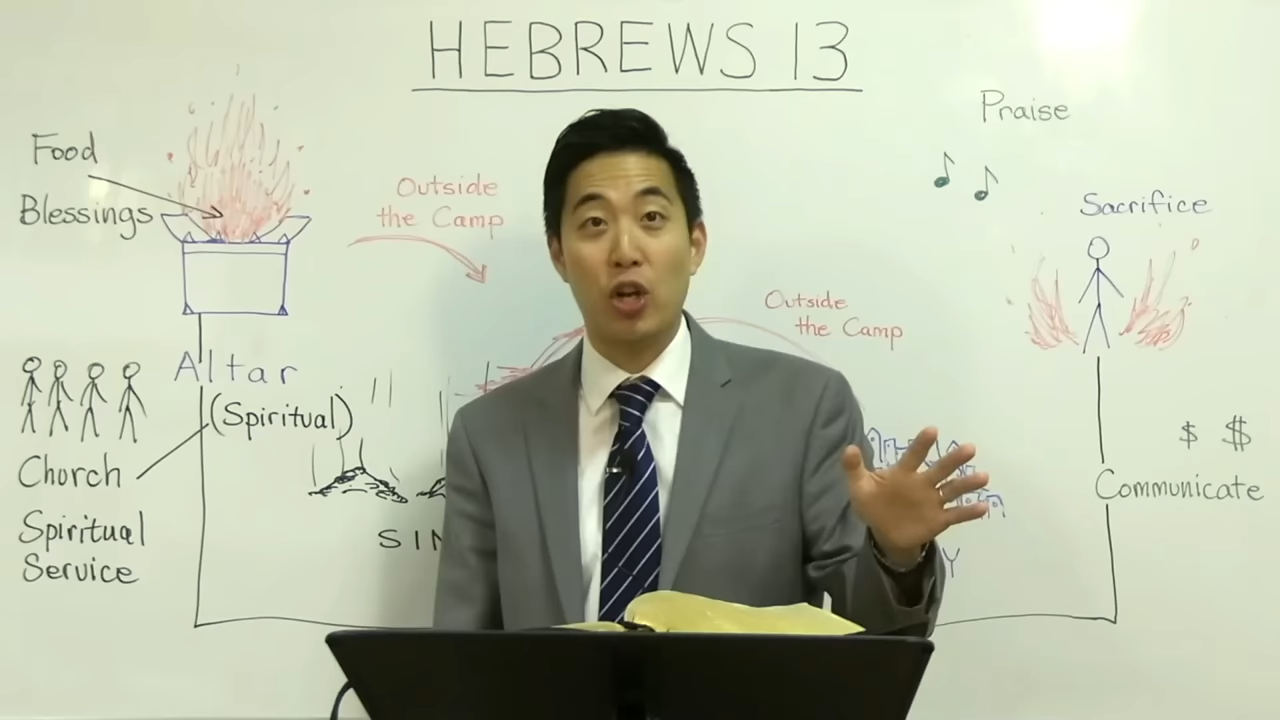 HEBREWS 13
Food
Blessings
Outside
the Camp
Praise
Sacrifice
Outside
the Camp
Altar
(Spiritual)
Church
Spiritual
Service
$ $
Communicate